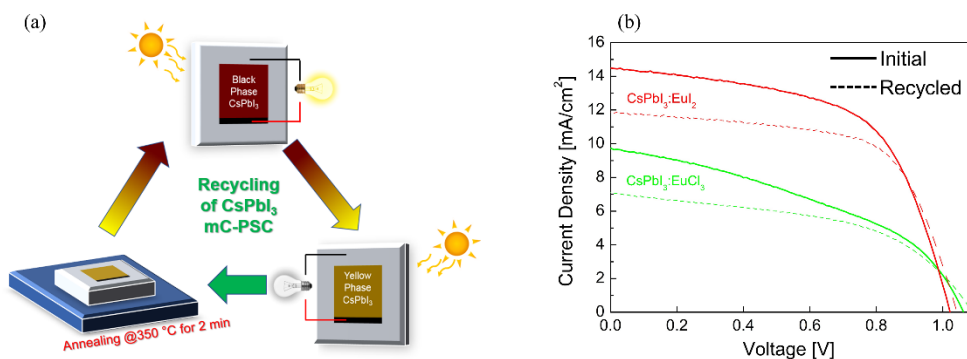 (a)
Black
Phase
CsPbI₃
Recycling
of CsPbI₃
mC-PSC
Yellow
Phase
CsPbI₃
Annealing @350 °C for 2 min
(b)
16
14
12
10
8
6
4
2
0
Current Density [mA/cm²]
Initial
Recycled
CsPbI₃:EuI₂
CsPbI₃:EuCl₃
0.0
0.2
0.4
0.6
0.8
1.0
Voltage [V]